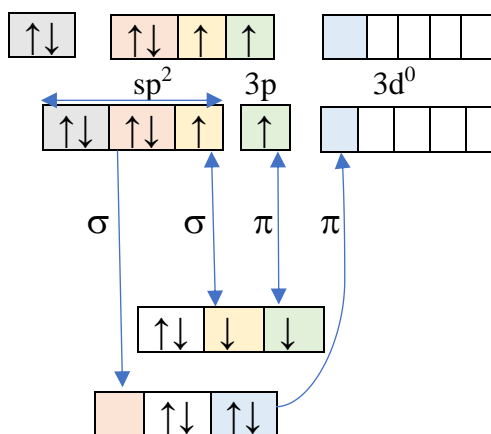 ↑↓ ↑↓ ↑ ↑
sp² 3p 3d⁰
↑↓ ↑↓ ↑ ↑
σ σ π π
↑↓ ↓ ↓
↑↓ ↑↓